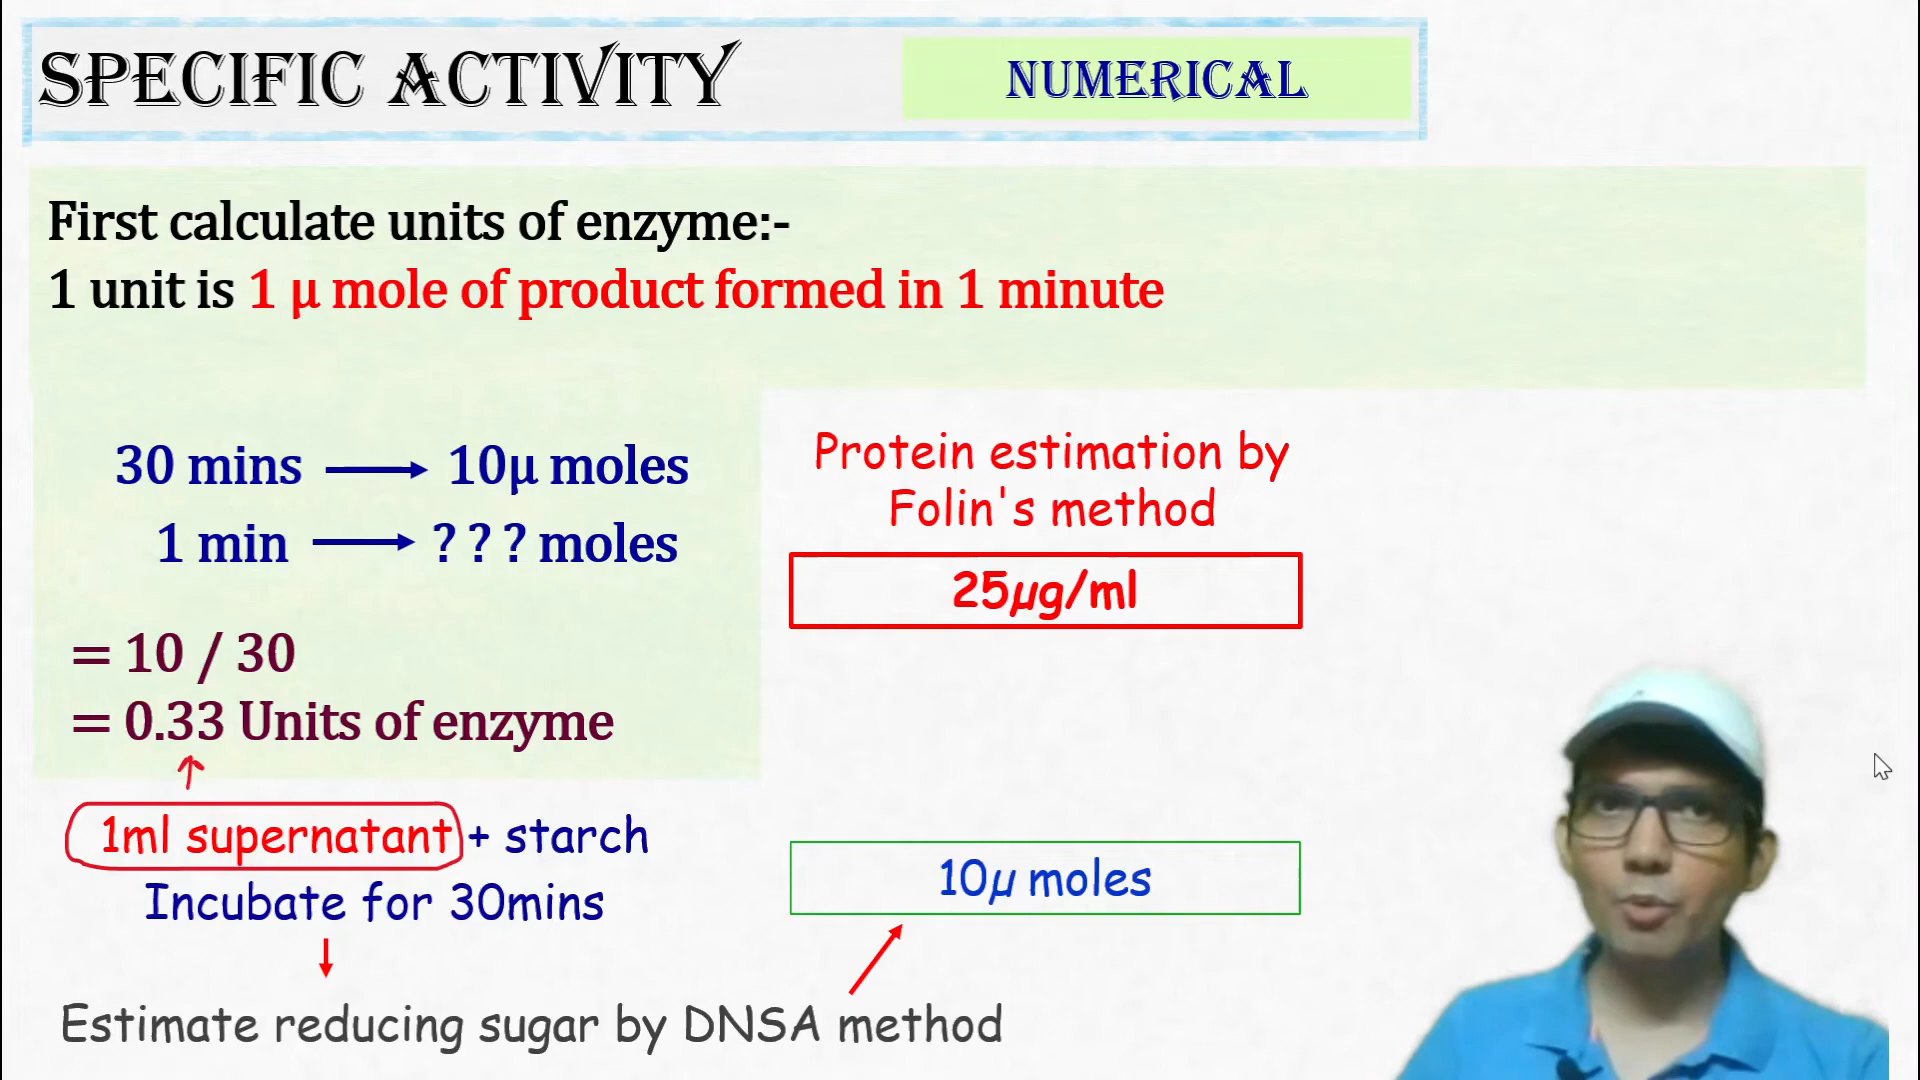 SPECIFIC ACTIVITY
NUMERICAL
First calculate units of enzyme:-
1 unit is 1 µ mole of product formed in 1 minute
30 mins → 10µ moles
1 min → ? ? ? moles
= 10 / 30
= 0.33 Units of enzyme
1ml supernatant + starch
Incubate for 30mins
Estimate reducing sugar by DNSA method
Protein estimation by
Folin's method
25µg/ml
10µ moles